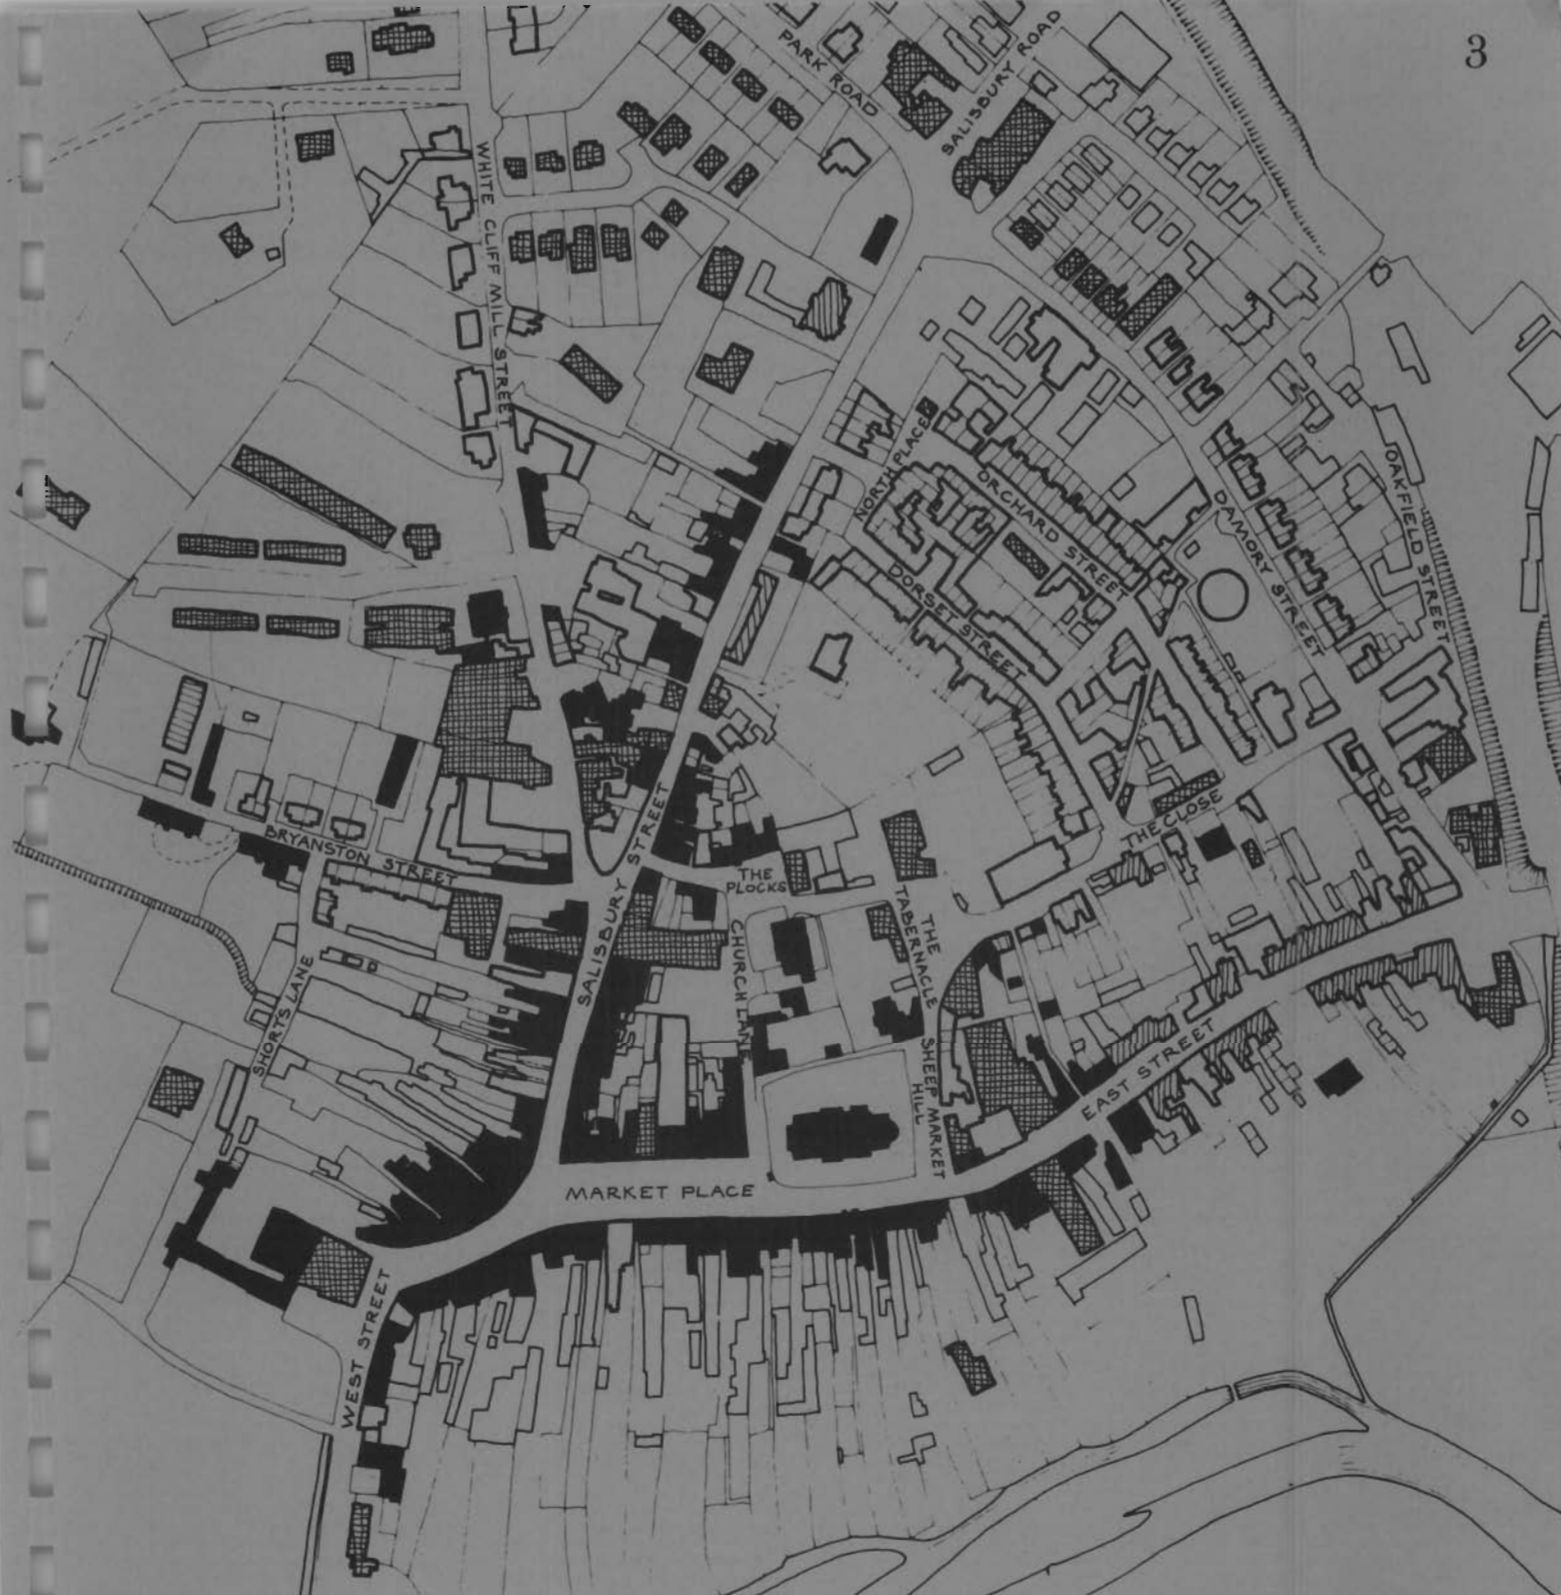 3
PARK ROAD
SALISBURY ROAD
WHITE CLIFF MILL STREET
NORTH PLACE
ORCHARD STREET
DORSET STREET
DAMORY STREET
OAKFIELD STREET
BRYANSTON STREET
SALISBURY STREET
THE
PLOCKS
THE CLOSE
THE
TABERNACLE
CHURCH LANE
SALISBURY STREET
SHORTS LANE
SHEEP MARKET
HILL
EAST STREET
MARKET PLACE
WEST STREET